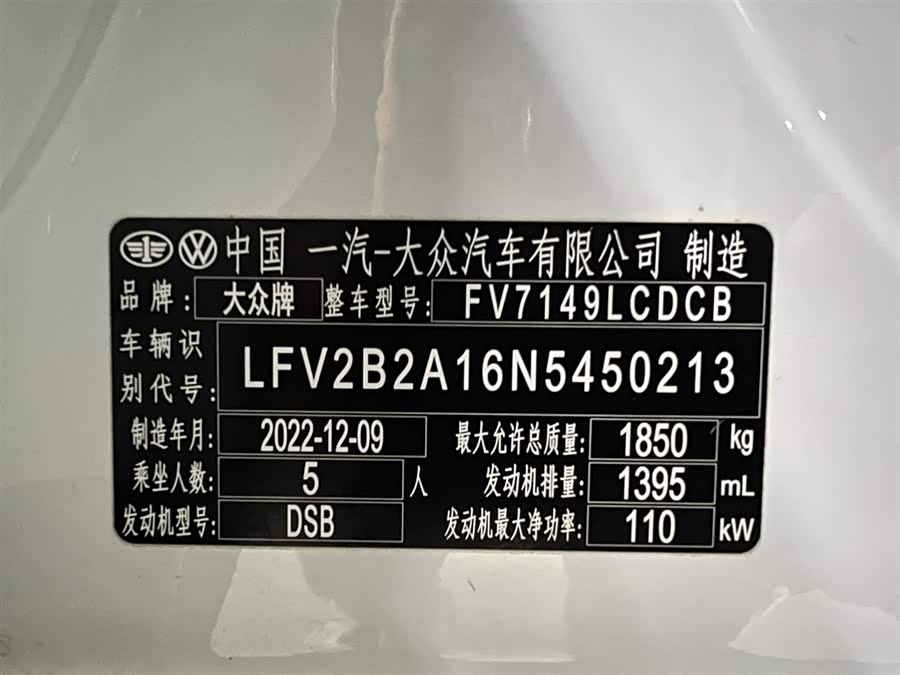 中国 一汽-大众汽车有限公司 制造
品牌: 大众牌 整车型号: FV7149LCDCB
车辆识别代号: LFV2B2A16N5450213
制造年月: 2022-12-09 最大允许总质量: 1850 kg
乘坐人数: 5 人 发动机排量: 1395 mL
发动机型号: DSB 发动机最大净功率: 110 kW